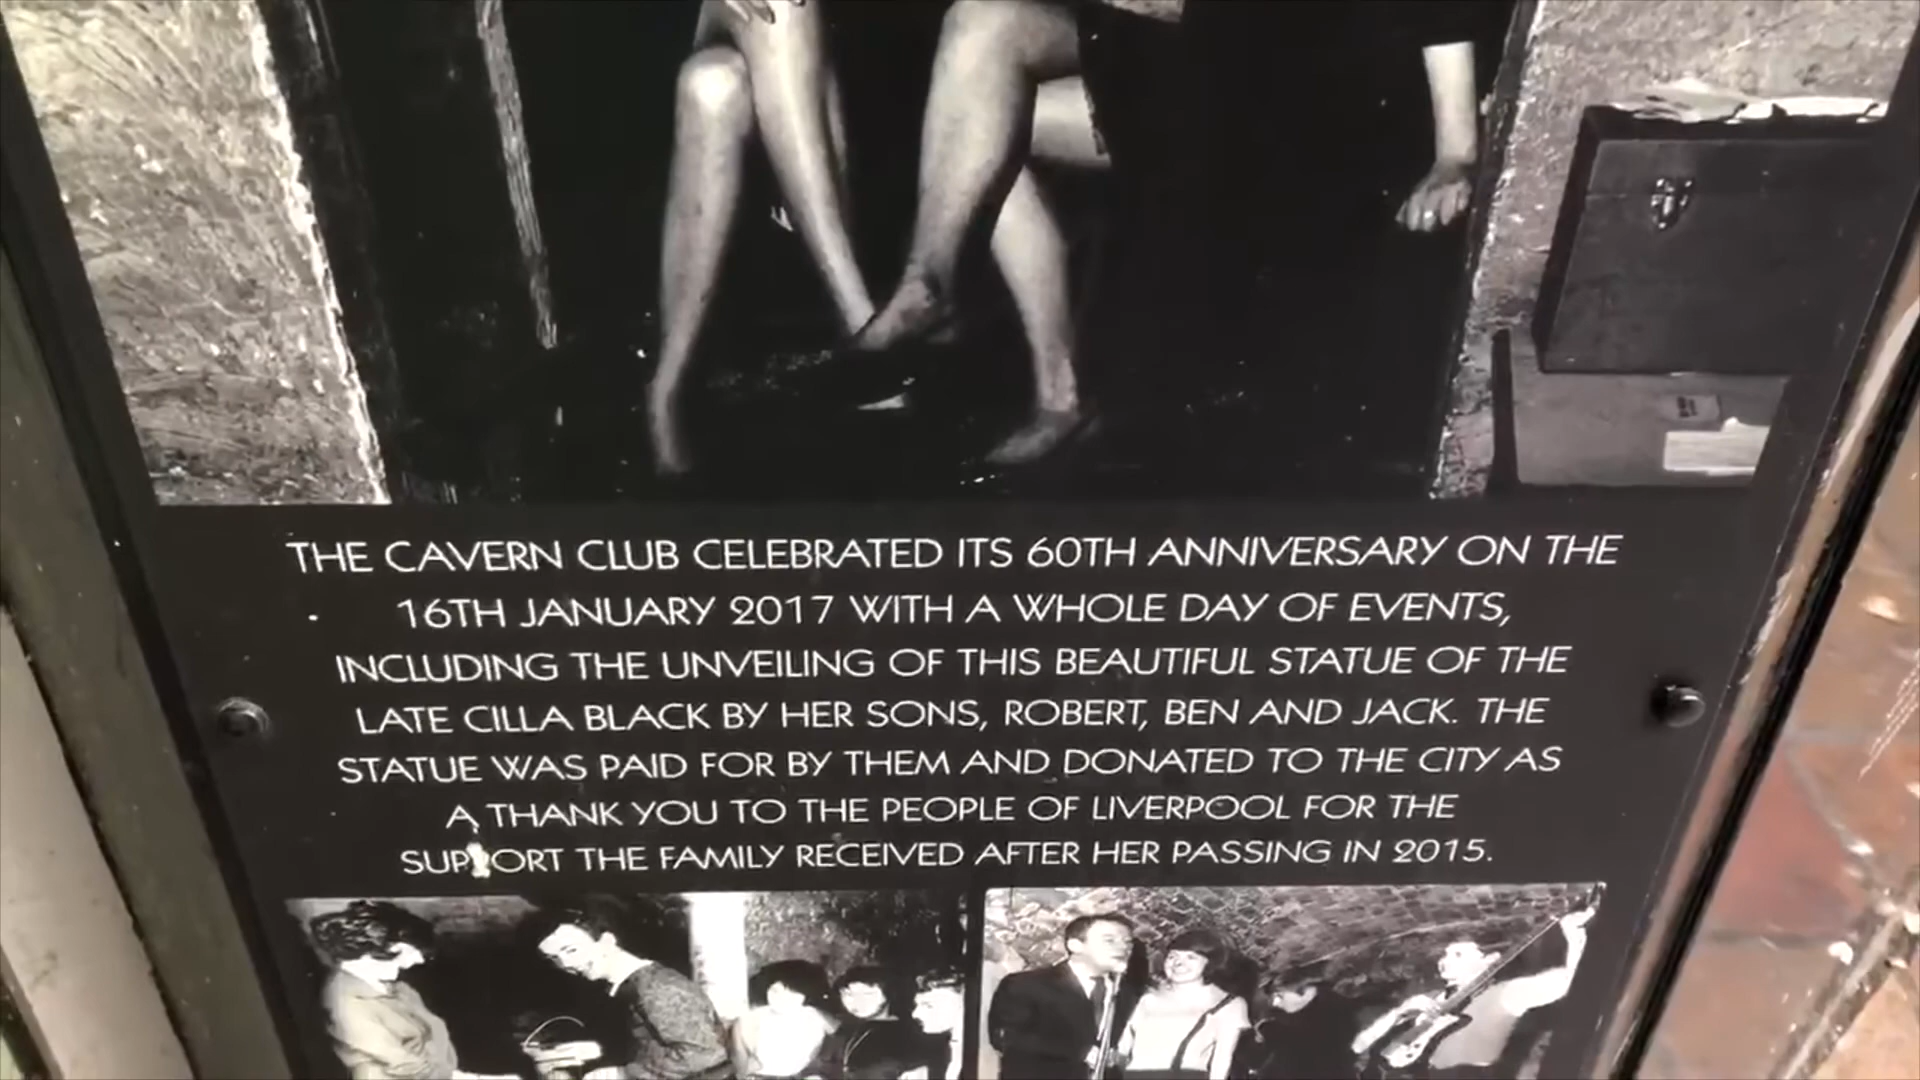 THE CAVERN CLUB CELEBRATED ITS 60TH ANNIVERSARY ON THE
16TH JANUARY 2017 WITH A WHOLE DAY OF EVENTS,
INCLUDING THE UNVEILING OF THIS BEAUTIFUL STATUE OF THE
LATE CILLA BLACK BY HER SONS, ROBERT, BEN AND JACK. THE
STATUE WAS PAID FOR BY THEM AND DONATED TO THE CITY AS
A THANK YOU TO THE PEOPLE OF LIVERPOOL FOR THE
SUPPORT THE FAMILY RECEIVED AFTER HER PASSING IN 2015.